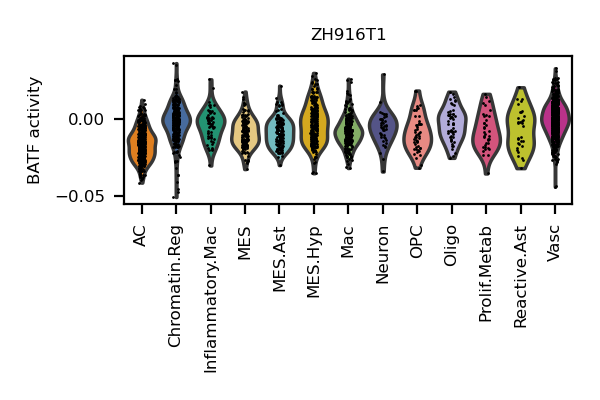 ZH916T1
BATF activity
0.00
−0.05
AC
Chromatin.Reg
Inflammatory.Mac
MES
MES.Ast
MES.Hyp
Mac
Neuron
OPC
Oligo
Prolif.Metab
Reactive.Ast
Vasc